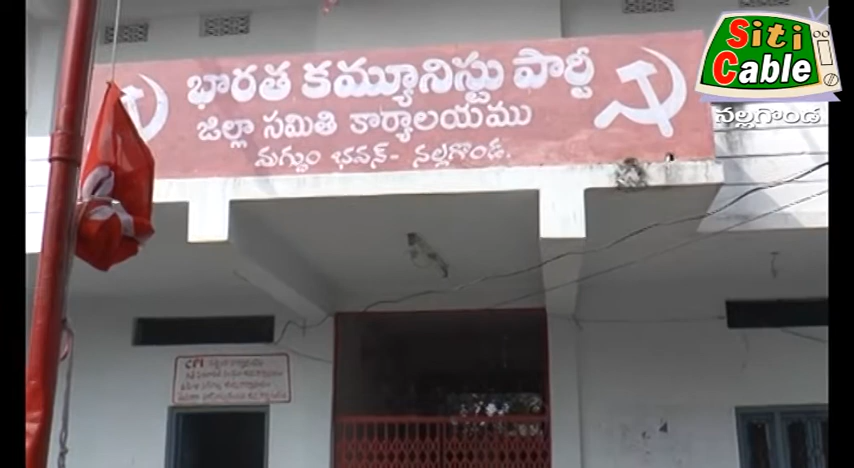 భారత కమ్యూనిస్టు పార్టీ
జిల్లా సమితి కార్యాలయము
మగ్దుం భవన్- నల్లగొండ.
Siti
Cable
నల్లగొండ
CPI